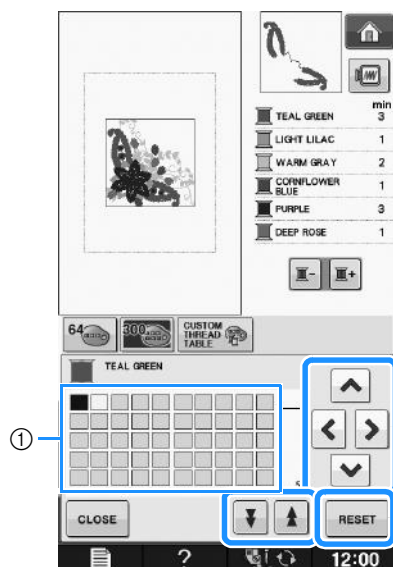 min
TEAL GREEN 3
LIGHT LILAC 1
WARM GRAY 2
CORNFLOWER
BLUE 1
PURPLE 3
DEEP ROSE 1
- +
64 300 CUSTOM
THREAD
TABLE
TEAL GREEN
①
5
CLOSE RESET
? 12:00